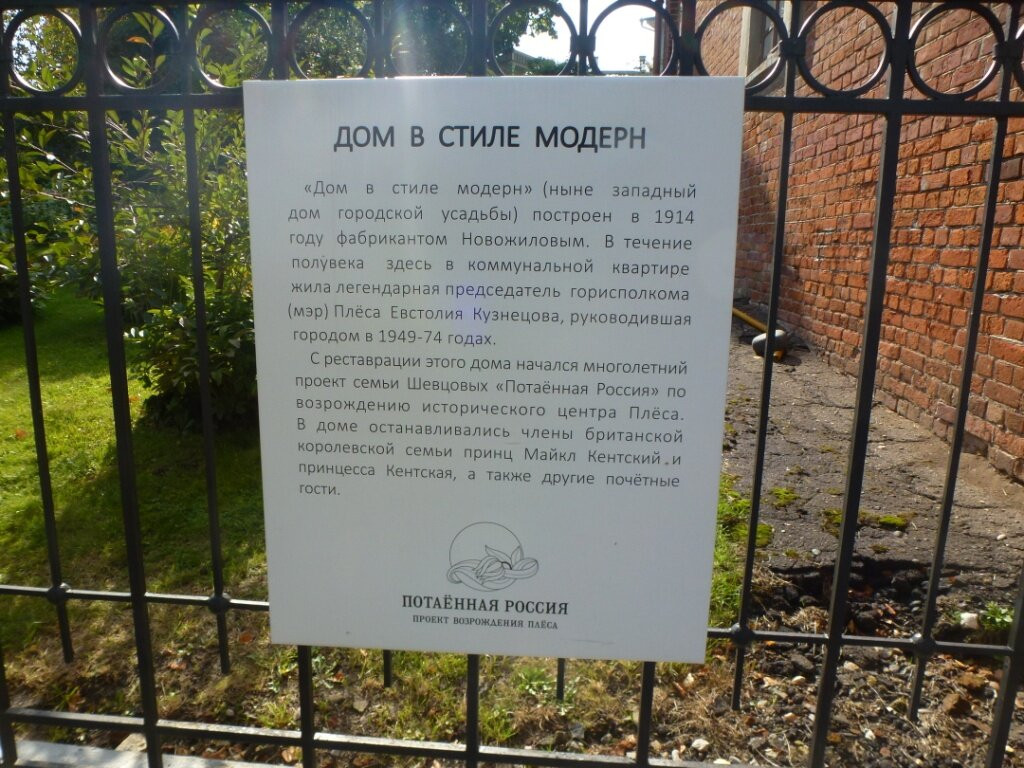 ДОМ В СТИЛЕ МОДЕРН
«Дом в стиле модерн» (ныне западный
дом городской усадьбы) построен в 1914
году фабрикантом Новожиловым. В течение
полувека здесь в коммунальной квартире
жила легендарная председатель горисполкома
(мэр) Плёса Евстолия Кузнецова, руководившая
городом в 1949-74 годах.
С реставрации этого дома начался многолетний
проект семьи Шевцовых «Потаённая Россия» по
возрождению исторического центра Плёса.
В доме останавливались члены британской
королевской семьи принц Майкл Кентский и
принцесса Кентская, а также другие почётные
гости.
ПОТАЁННАЯ РОССИЯ
ПРОЕКТ ВОЗРОЖДЕНИЯ ПЛЁСА